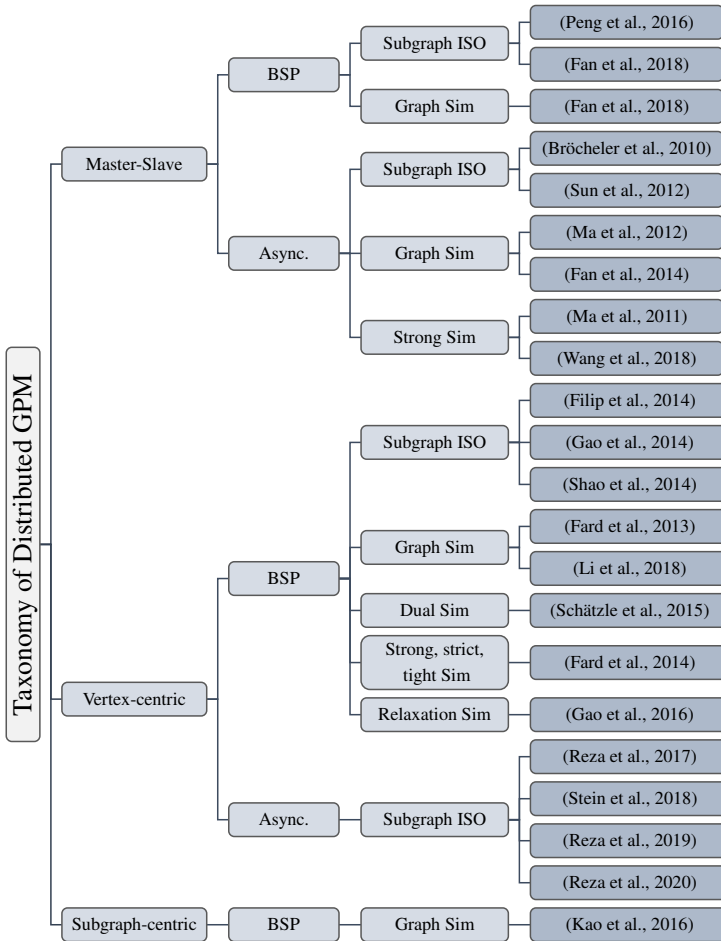 Taxonomy of Distributed GPM
Master-Slave
BSP
Subgraph ISO
(Peng et al., 2016)
(Fan et al., 2018)
Graph Sim
(Fan et al., 2018)
Async.
Subgraph ISO
(Bröcheler et al., 2010)
(Sun et al., 2012)
Graph Sim
(Ma et al., 2012)
(Fan et al., 2014)
Strong Sim
(Ma et al., 2011)
(Wang et al., 2018)
Vertex-centric
BSP
Subgraph ISO
(Filip et al., 2014)
(Gao et al., 2014)
(Shao et al., 2014)
Graph Sim
(Fard et al., 2013)
(Li et al., 2018)
Dual Sim
(Schätzle et al., 2015)
Strong, strict,
tight Sim
(Fard et al., 2014)
Relaxation Sim
(Gao et al., 2016)
Async.
Subgraph ISO
(Reza et al., 2017)
(Stein et al., 2018)
(Reza et al., 2019)
(Reza et al., 2020)
Subgraph-centric
BSP
Graph Sim
(Kao et al., 2016)